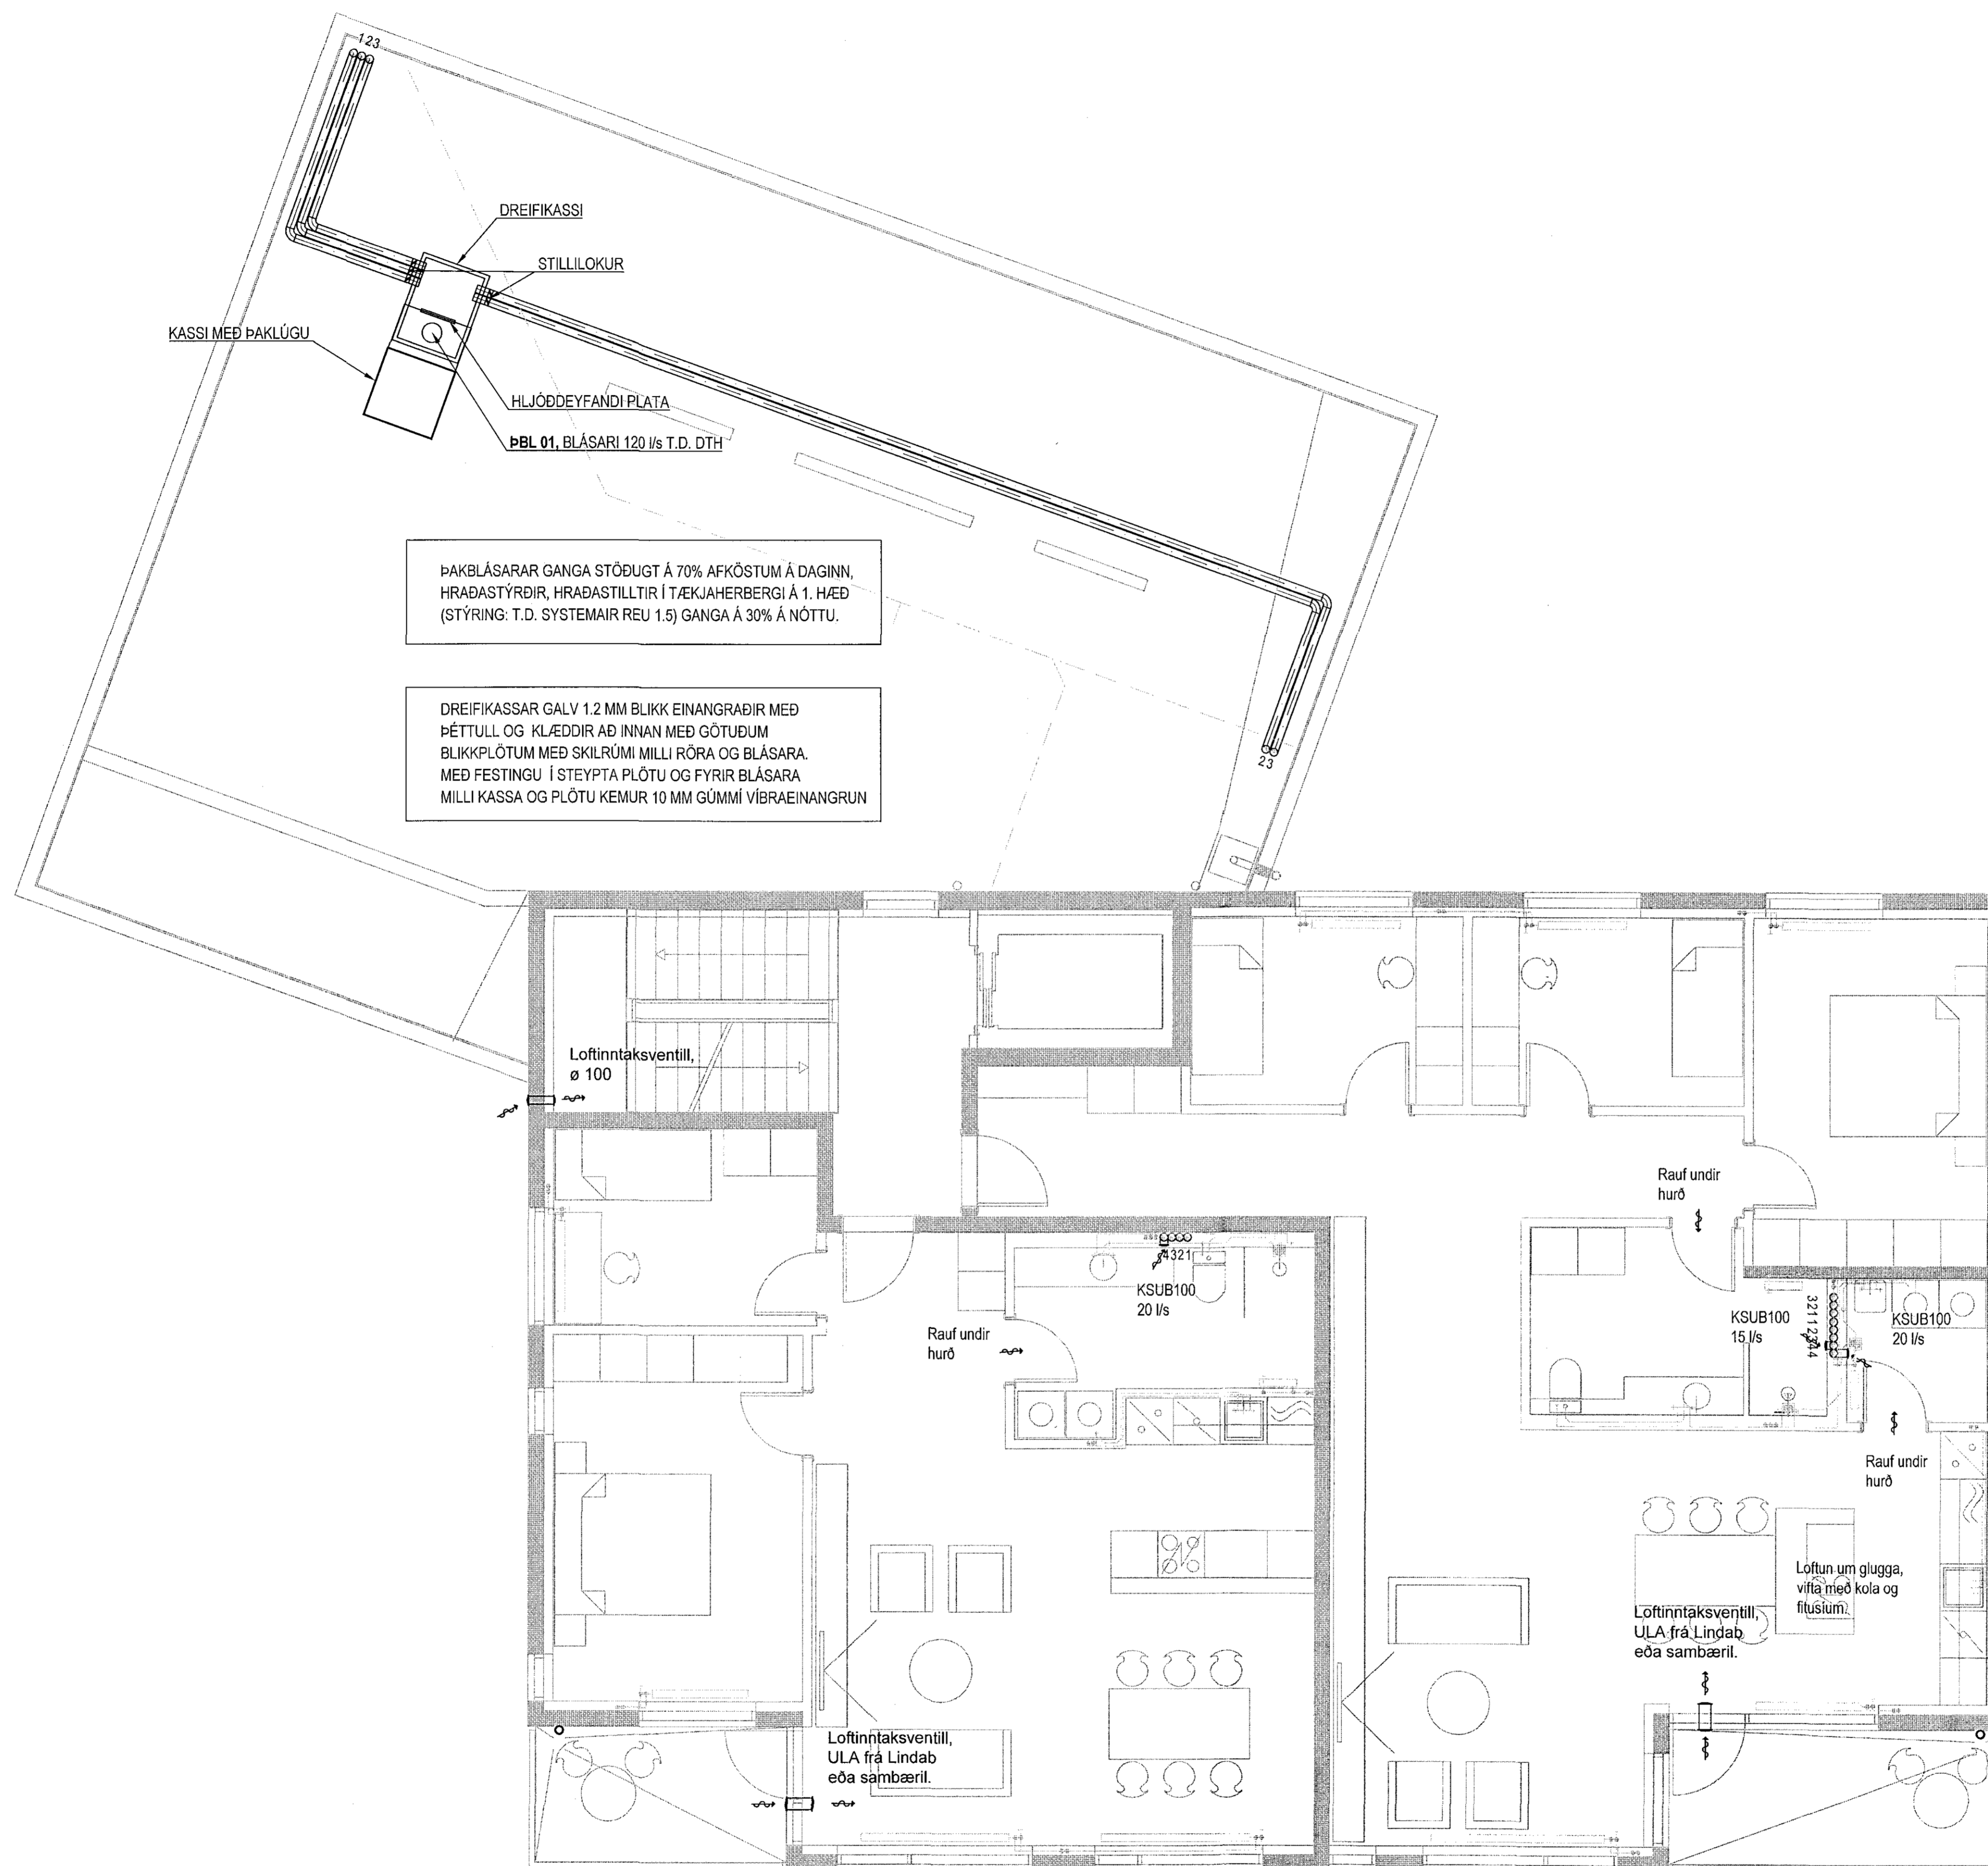 123
DREIFIKASSI
STILLILOKUR
KASSI MEÐ ÞAKLÚGU
HLJÓÐDEYFANDI PLATA
ÞBL 01, BLÁSARI 120 l/s T.D. DTH
ÞAKBLÁSARAR GANGA STÖÐUGT Á 70% AFKÖSTUM Á DAGINN,
HRAÐASTÝRÐIR, HRAÐASTILLTIR Í TÆKJAHERBERGI Á 1. HÆÐ
(STÝRING: T.D. SYSTEMAIR REU 1.5) GANGA Á 30% Á NÓTTU.
DREIFIKASSAR GALV 1.2 MM BLIKK EINANGRAÐIR MEÐ
ÞÉTTULL OG KLÆDDIR AÐ INNAN MEÐ GÖTUÐUM
BLIKKPLÖTUM MEÐ SKILRÚMI MILLI RÖRA OG BLÁSARA.
MEÐ FESTINGU Í STEYPTA PLÖTU OG FYRIR BLÁSARA
MILLI KASSA OG PLÖTU KEMUR 10 MM GÚMMÍ VÍBRAEINANGRUN
23
Loftinntaksventill,
ø 100
Rauf undir
hurð
4321
KSUB100
20 l/s
Rauf undir
hurð
KSUB100
15 l/s
32112344
KSUB100
20 l/s
Rauf undir
hurð
Loftun um glugga,
vifta með kola og
fitusíum.
Loftinntaksventill,
ULA frá Lindab
eða sambæril.
Loftinntaksventill,
ULA frá Lindab
eða sambæril.